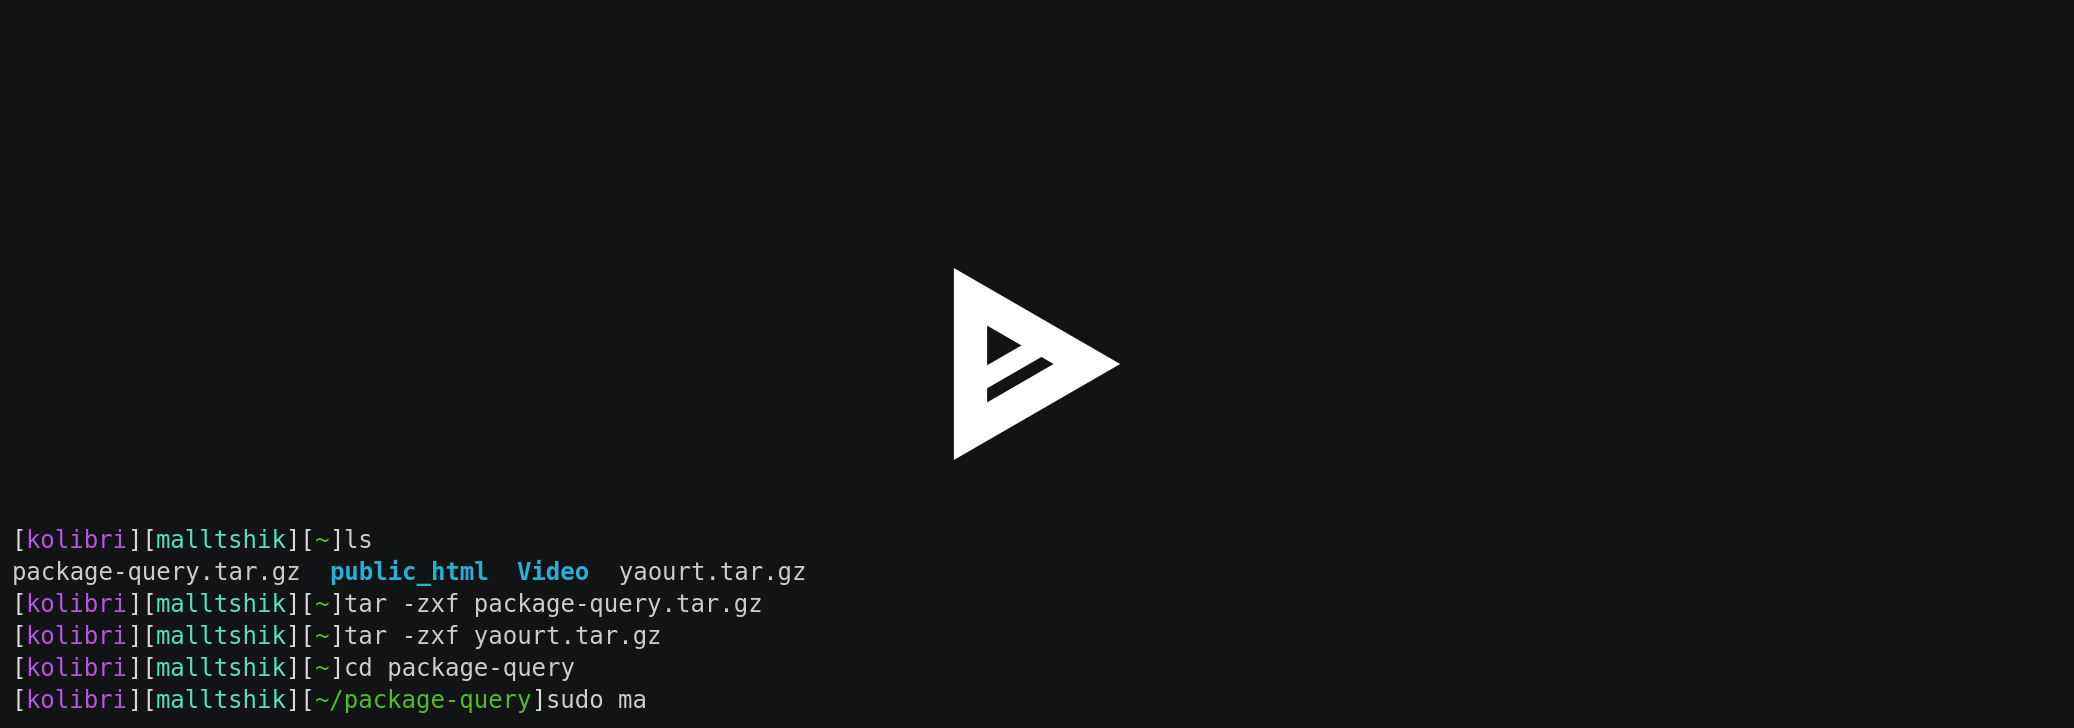 [kolibri][malltshik][~]ls
package-query.tar.gz  public_html  Video  yaourt.tar.gz
[kolibri][malltshik][~]tar -zxf package-query.tar.gz
[kolibri][malltshik][~]tar -zxf yaourt.tar.gz
[kolibri][malltshik][~]cd package-query
[kolibri][malltshik][~/package-query]sudo ma